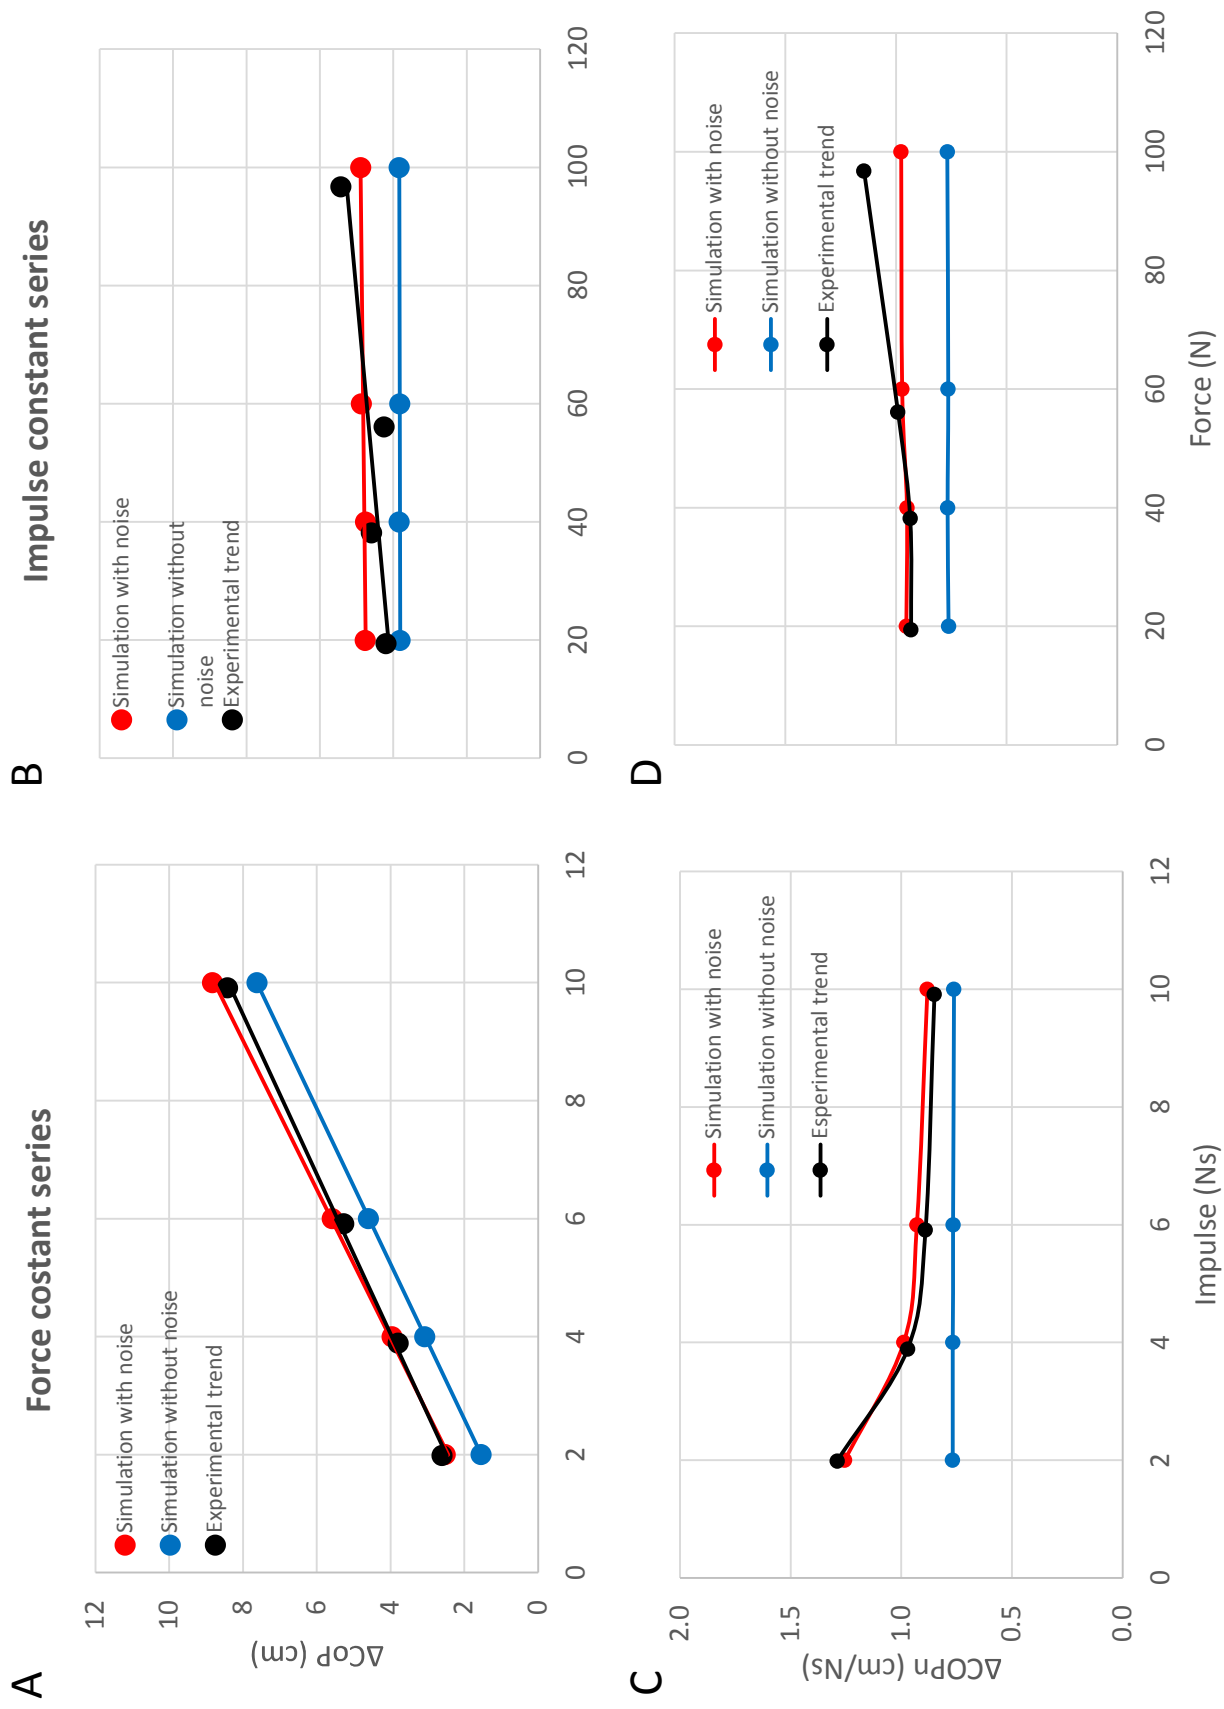 A
Force costant series
Simulation with noise
Simulation without noise
Experimental trend
12
10
8
6
4
2
0
ΔCoP (cm)
0
2
4
6
8
10
12
B
Impulse constant series
Simulation with noise
Simulation without
noise
Experimental trend
0
20
40
60
80
100
120
C
Simulation with noise
Simulation without noise
Esperimental trend
2.0
1.5
1.0
0.5
0.0
ΔCOPn (cm/Ns)
0
2
4
6
8
10
12
Impulse (Ns)
D
Simulation with noise
Simulation without noise
Experimental trend
0
20
40
60
80
100
120
Force (N)